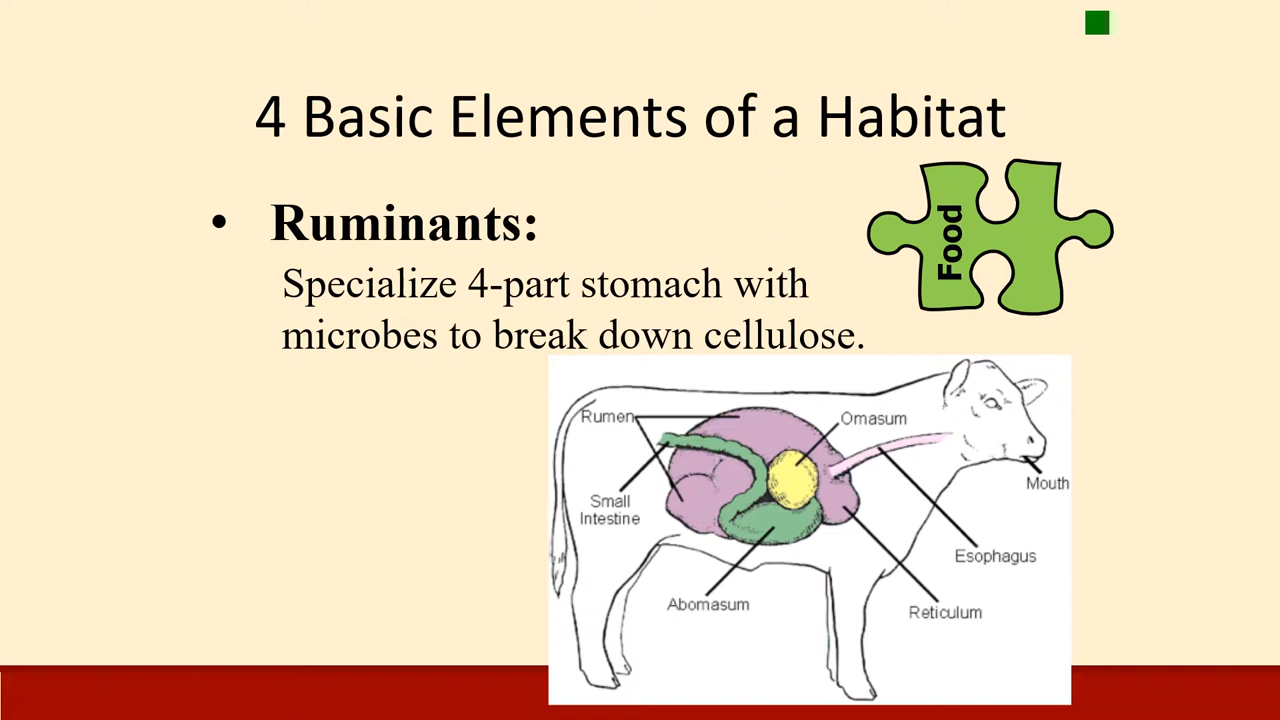 4 Basic Elements of a Habitat
• Ruminants:
Food
Specialize 4-part stomach with
microbes to break down cellulose.
Rumen
Omasum
Mouth
Small
Intestine
Esophagus
Abomasum
Reticulum